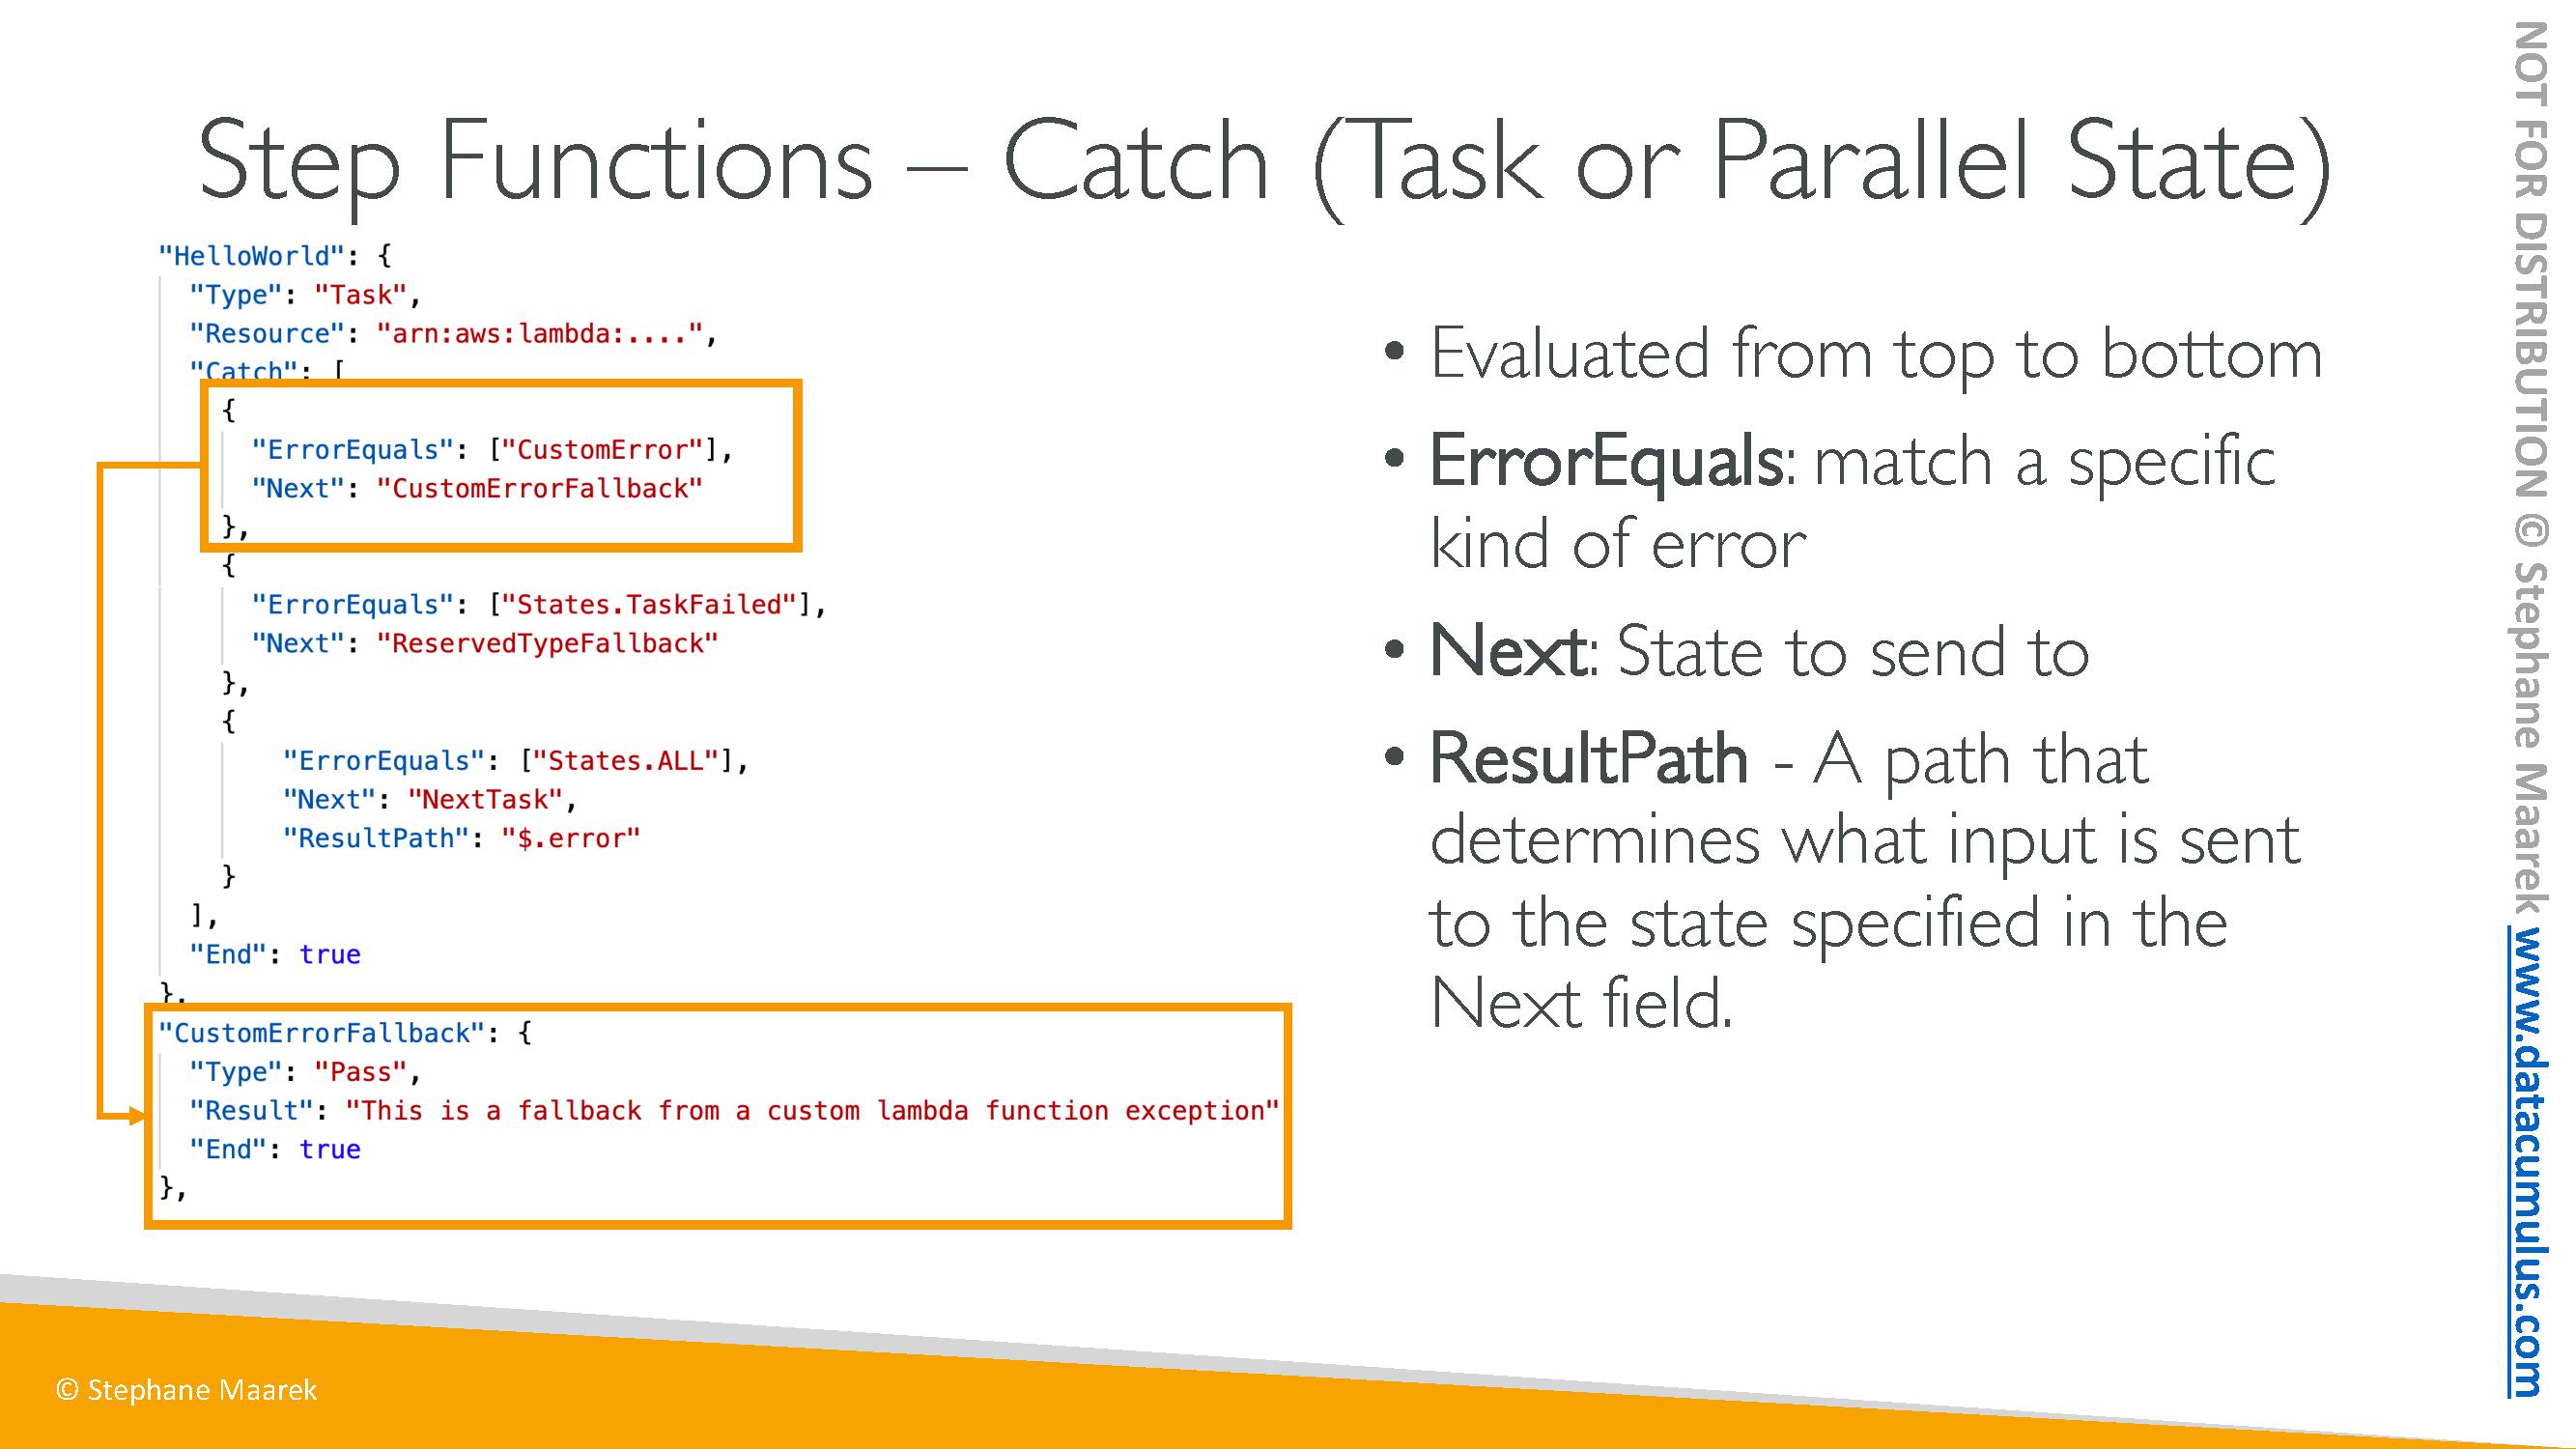 Step Functions – Catch (Task or Parallel State)
"HelloWorld": {
"Type": "Task",
"Resource": "arn:aws:lambda:....",
"Catch": [
{
"ErrorEquals": ["CustomError"],
"Next": "CustomErrorFallback"
},
{
"ErrorEquals": ["States.TaskFailed"],
"Next": "ReservedTypeFallback"
},
{
"ErrorEquals": ["States.ALL"],
"Next": "NextTask",
"ResultPath": "$.error"
}
],
"End": true
},
"CustomErrorFallback": {
"Type": "Pass",
"Result": "This is a fallback from a custom lambda function exception"
"End": true
},
• Evaluated from top to bottom
• ErrorEquals: match a specific
kind of error
• Next: State to send to
• ResultPath - A path that
determines what input is sent
to the state specified in the
Next field.
© Stephane Maarek
NOT FOR DISTRIBUTION © Stephane Maarek www.datacumulus.com